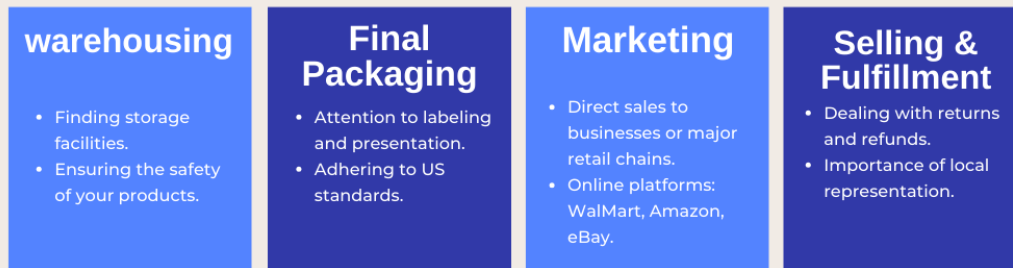 warehousing
• Finding storage
facilities.
• Ensuring the safety
of your products.
Final
Packaging
• Attention to labeling
and presentation.
• Adhering to US
standards.
Marketing
• Direct sales to
businesses or major
retail chains.
• Online platforms:
WalMart, Amazon,
eBay.
Selling &
Fulfillment
• Dealing with returns
and refunds.
• Importance of local
representation.